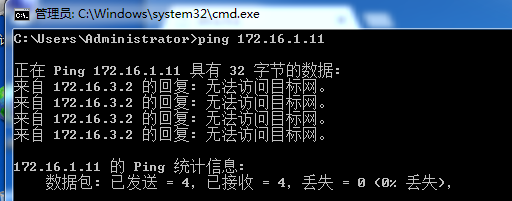 管理员: C:\Windows\system32\cmd.exe
C:\Users\Administrator>ping 172.16.1.11
正在 Ping 172.16.1.11 具有 32 字节的数据:
来自 172.16.3.2 的回复: 无法访问目标网。
来自 172.16.3.2 的回复: 无法访问目标网。
来自 172.16.3.2 的回复: 无法访问目标网。
来自 172.16.3.2 的回复: 无法访问目标网。
172.16.1.11 的 Ping 统计信息:
数据包: 已发送 = 4, 已接收 = 4, 丢失 = 0 (0% 丢失),